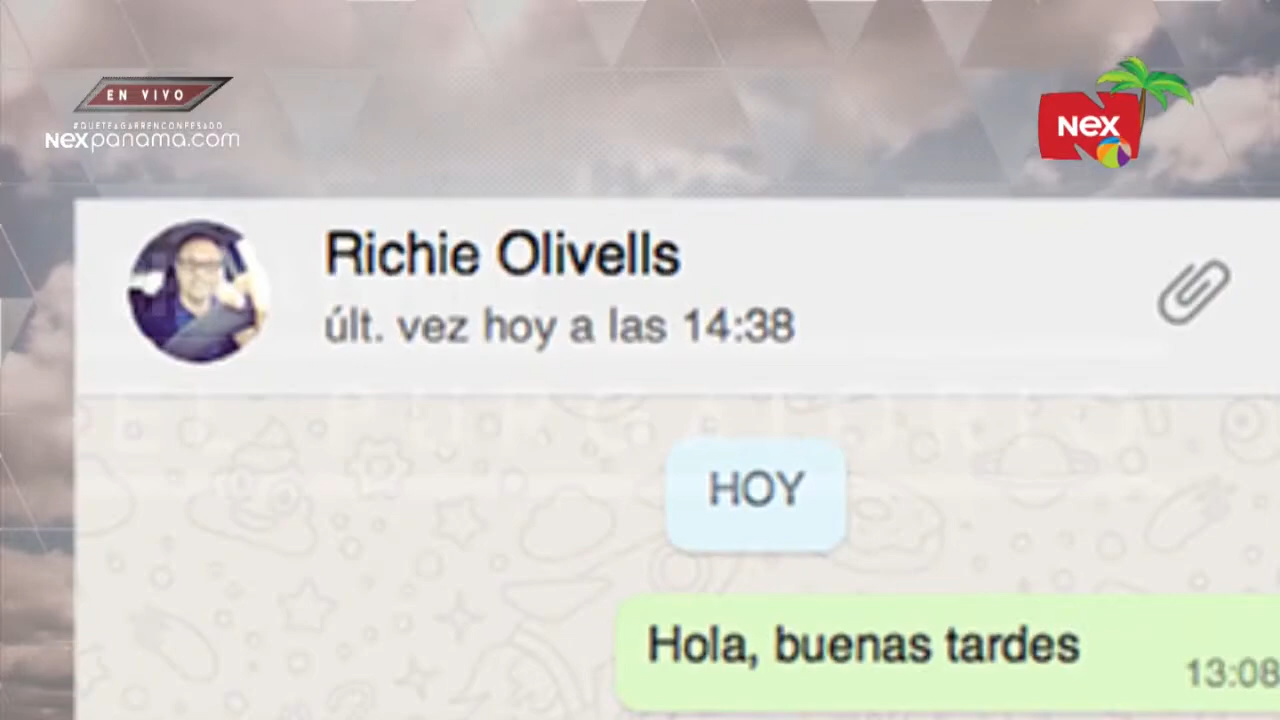 EN VIVO
#QUETEAGARRENCONFESADO
NEXpanama.com
NEX
Richie Olivells
últ. vez hoy a las 14:38
HOY
Hola, buenas tardes
13:08